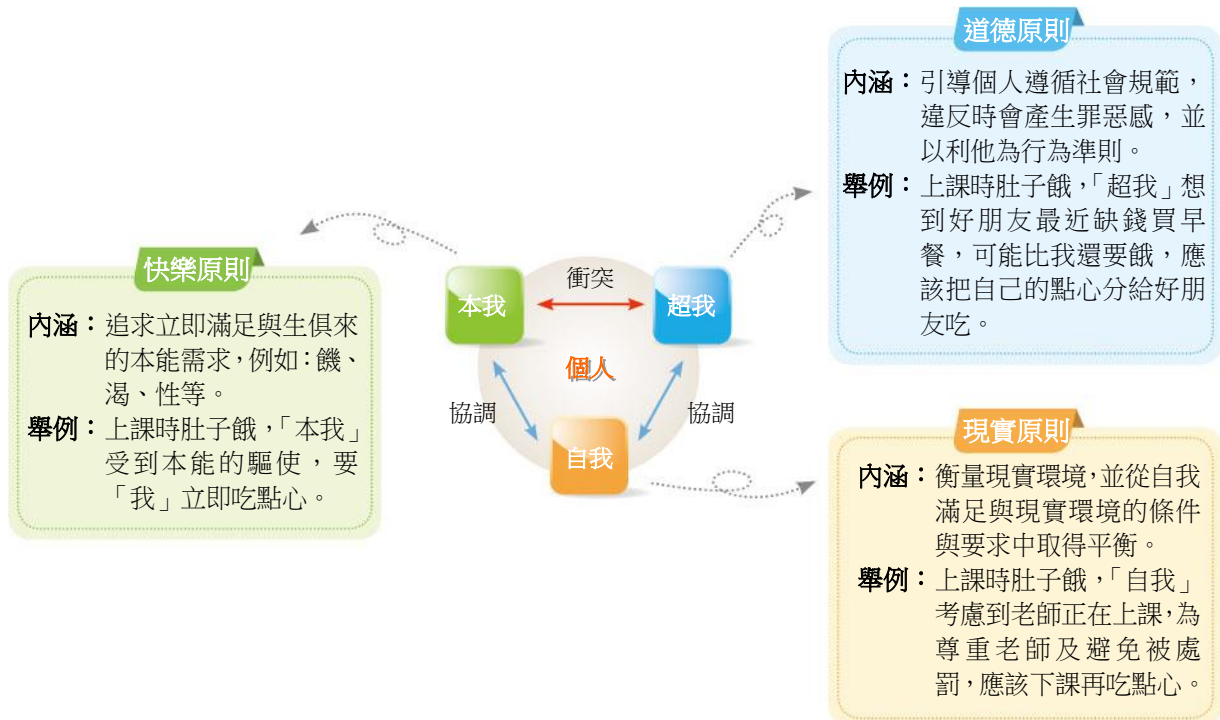 道德原則
內涵：引導個人遵循社會規範，
違反時會產生罪惡感，並
以利他為行為準則。
舉例：上課時肚子餓，「超我」想
到好朋友最近缺錢買早
餐，可能比我還要餓，應
該把自己的點心分給好朋
友吃。
快樂原則
內涵：追求立即滿足與生俱來
的本能需求，例如：饑、
渴、性等。
舉例：上課時肚子餓，「本我」
受到本能的驅使，要
「我」立即吃點心。
本我
衝突
超我
個人
協調
協調
自我
現實原則
內涵：衡量現實環境，並從自我
滿足與現實環境的條件
與要求中取得平衡。
舉例：上課時肚子餓，「自我」
考慮到老師正在上課，為
尊重老師及避免被處
罰，應該下課再吃點心。